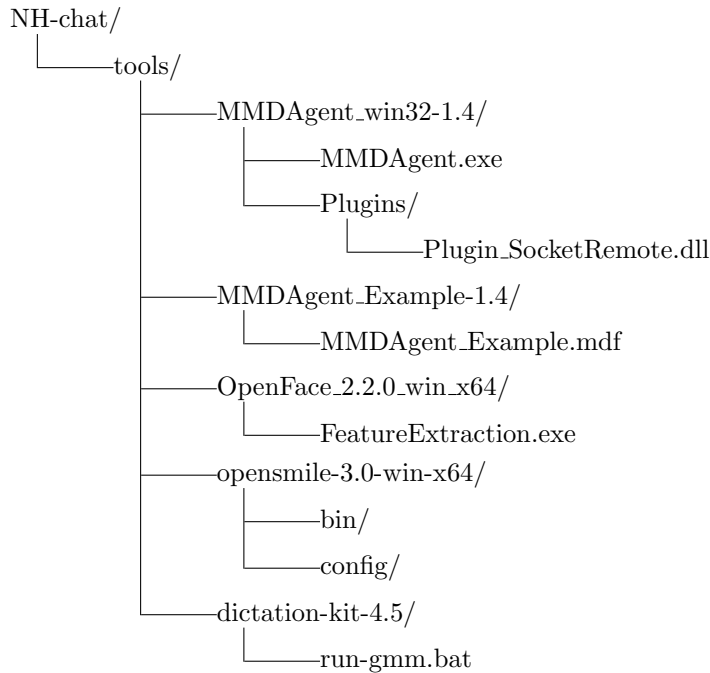 NH-chat/
tools/
MMDAgent_win32-1.4/
MMDAgent.exe
Plugins/
Plugin_SocketRemote.dll
MMDAgent_Example-1.4/
MMDAgent_Example.mdf
OpenFace_2.2.0_win_x64/
FeatureExtraction.exe
opensmile-3.0-win-x64/
bin/
config/
dictation-kit-4.5/
run-gmm.bat